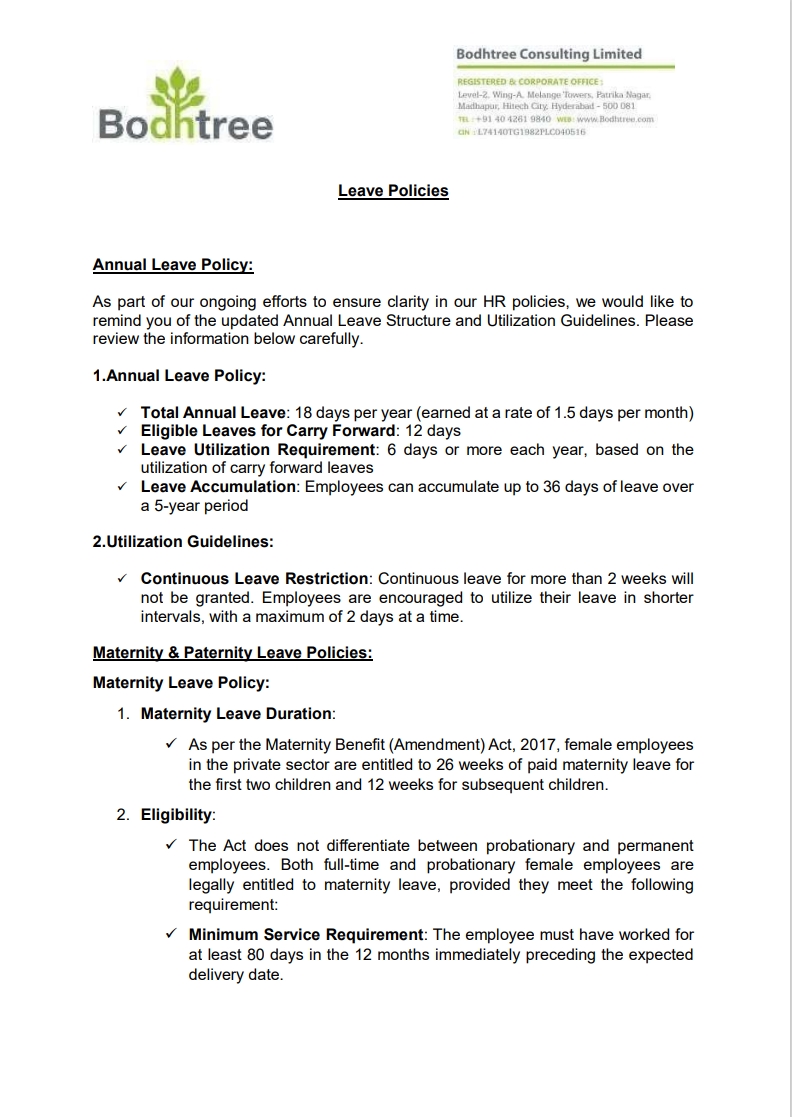 Bodhtree
Bodhtree Consulting Limited
REGISTERED & CORPORATE OFFICE :
Level-2, Wing-A, Melange Towers, Patrika Nagar,
Madhapur, Hitech City, Hyderabad - 500 081
TEL : +91 40 4261 9840 WEB : www.Bodhtree.com
CIN : L74140TG1982PLC040516
Leave Policies
Annual Leave Policy:
As part of our ongoing efforts to ensure clarity in our HR policies, we would like to
remind you of the updated Annual Leave Structure and Utilization Guidelines. Please
review the information below carefully.
1.Annual Leave Policy:
✓ Total Annual Leave: 18 days per year (earned at a rate of 1.5 days per month)
✓ Eligible Leaves for Carry Forward: 12 days
✓ Leave Utilization Requirement: 6 days or more each year, based on the
utilization of carry forward leaves
✓ Leave Accumulation: Employees can accumulate up to 36 days of leave over
a 5-year period
2.Utilization Guidelines:
✓ Continuous Leave Restriction: Continuous leave for more than 2 weeks will
not be granted. Employees are encouraged to utilize their leave in shorter
intervals, with a maximum of 2 days at a time.
Maternity & Paternity Leave Policies:
Maternity Leave Policy:
1. Maternity Leave Duration:
✓ As per the Maternity Benefit (Amendment) Act, 2017, female employees
in the private sector are entitled to 26 weeks of paid maternity leave for
the first two children and 12 weeks for subsequent children.
2. Eligibility:
✓ The Act does not differentiate between probationary and permanent
employees. Both full-time and probationary female employees are
legally entitled to maternity leave, provided they meet the following
requirement:
✓ Minimum Service Requirement: The employee must have worked for
at least 80 days in the 12 months immediately preceding the expected
delivery date.